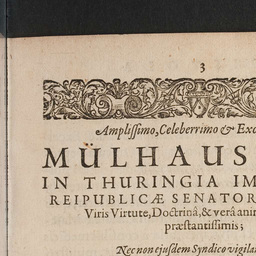 3
Ampliſſimo, Celeberrimo & Exc
MÜLHAUS
IN THURINGIA IM
REIPUBLICÆ SENATOR
Viris Virtute, Doctrinâ, & verâ anim
præſtantiſſimis;
Nec non ejuſdem Syndico vigila